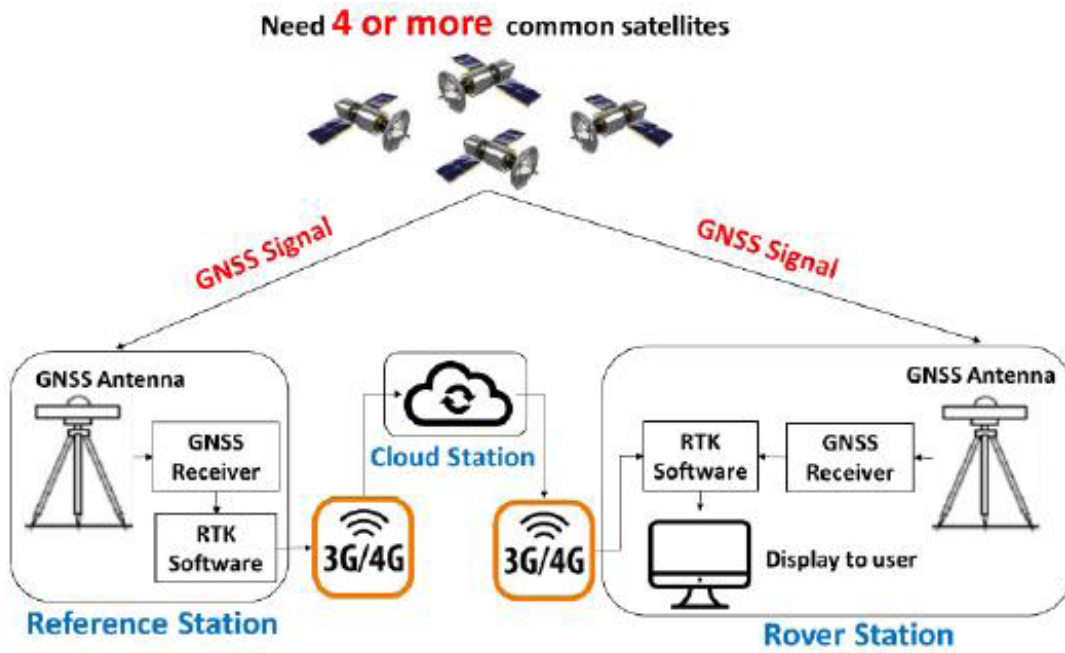 Need 4 or more common satellites
GNSS Signal
GNSS Signal
GNSS Antenna
GNSS
Receiver
RTK
Software
Reference Station
3G/4G
Cloud Station
3G/4G
GNSS Antenna
RTK
Software
GNSS
Receiver
Display to user
Rover Station